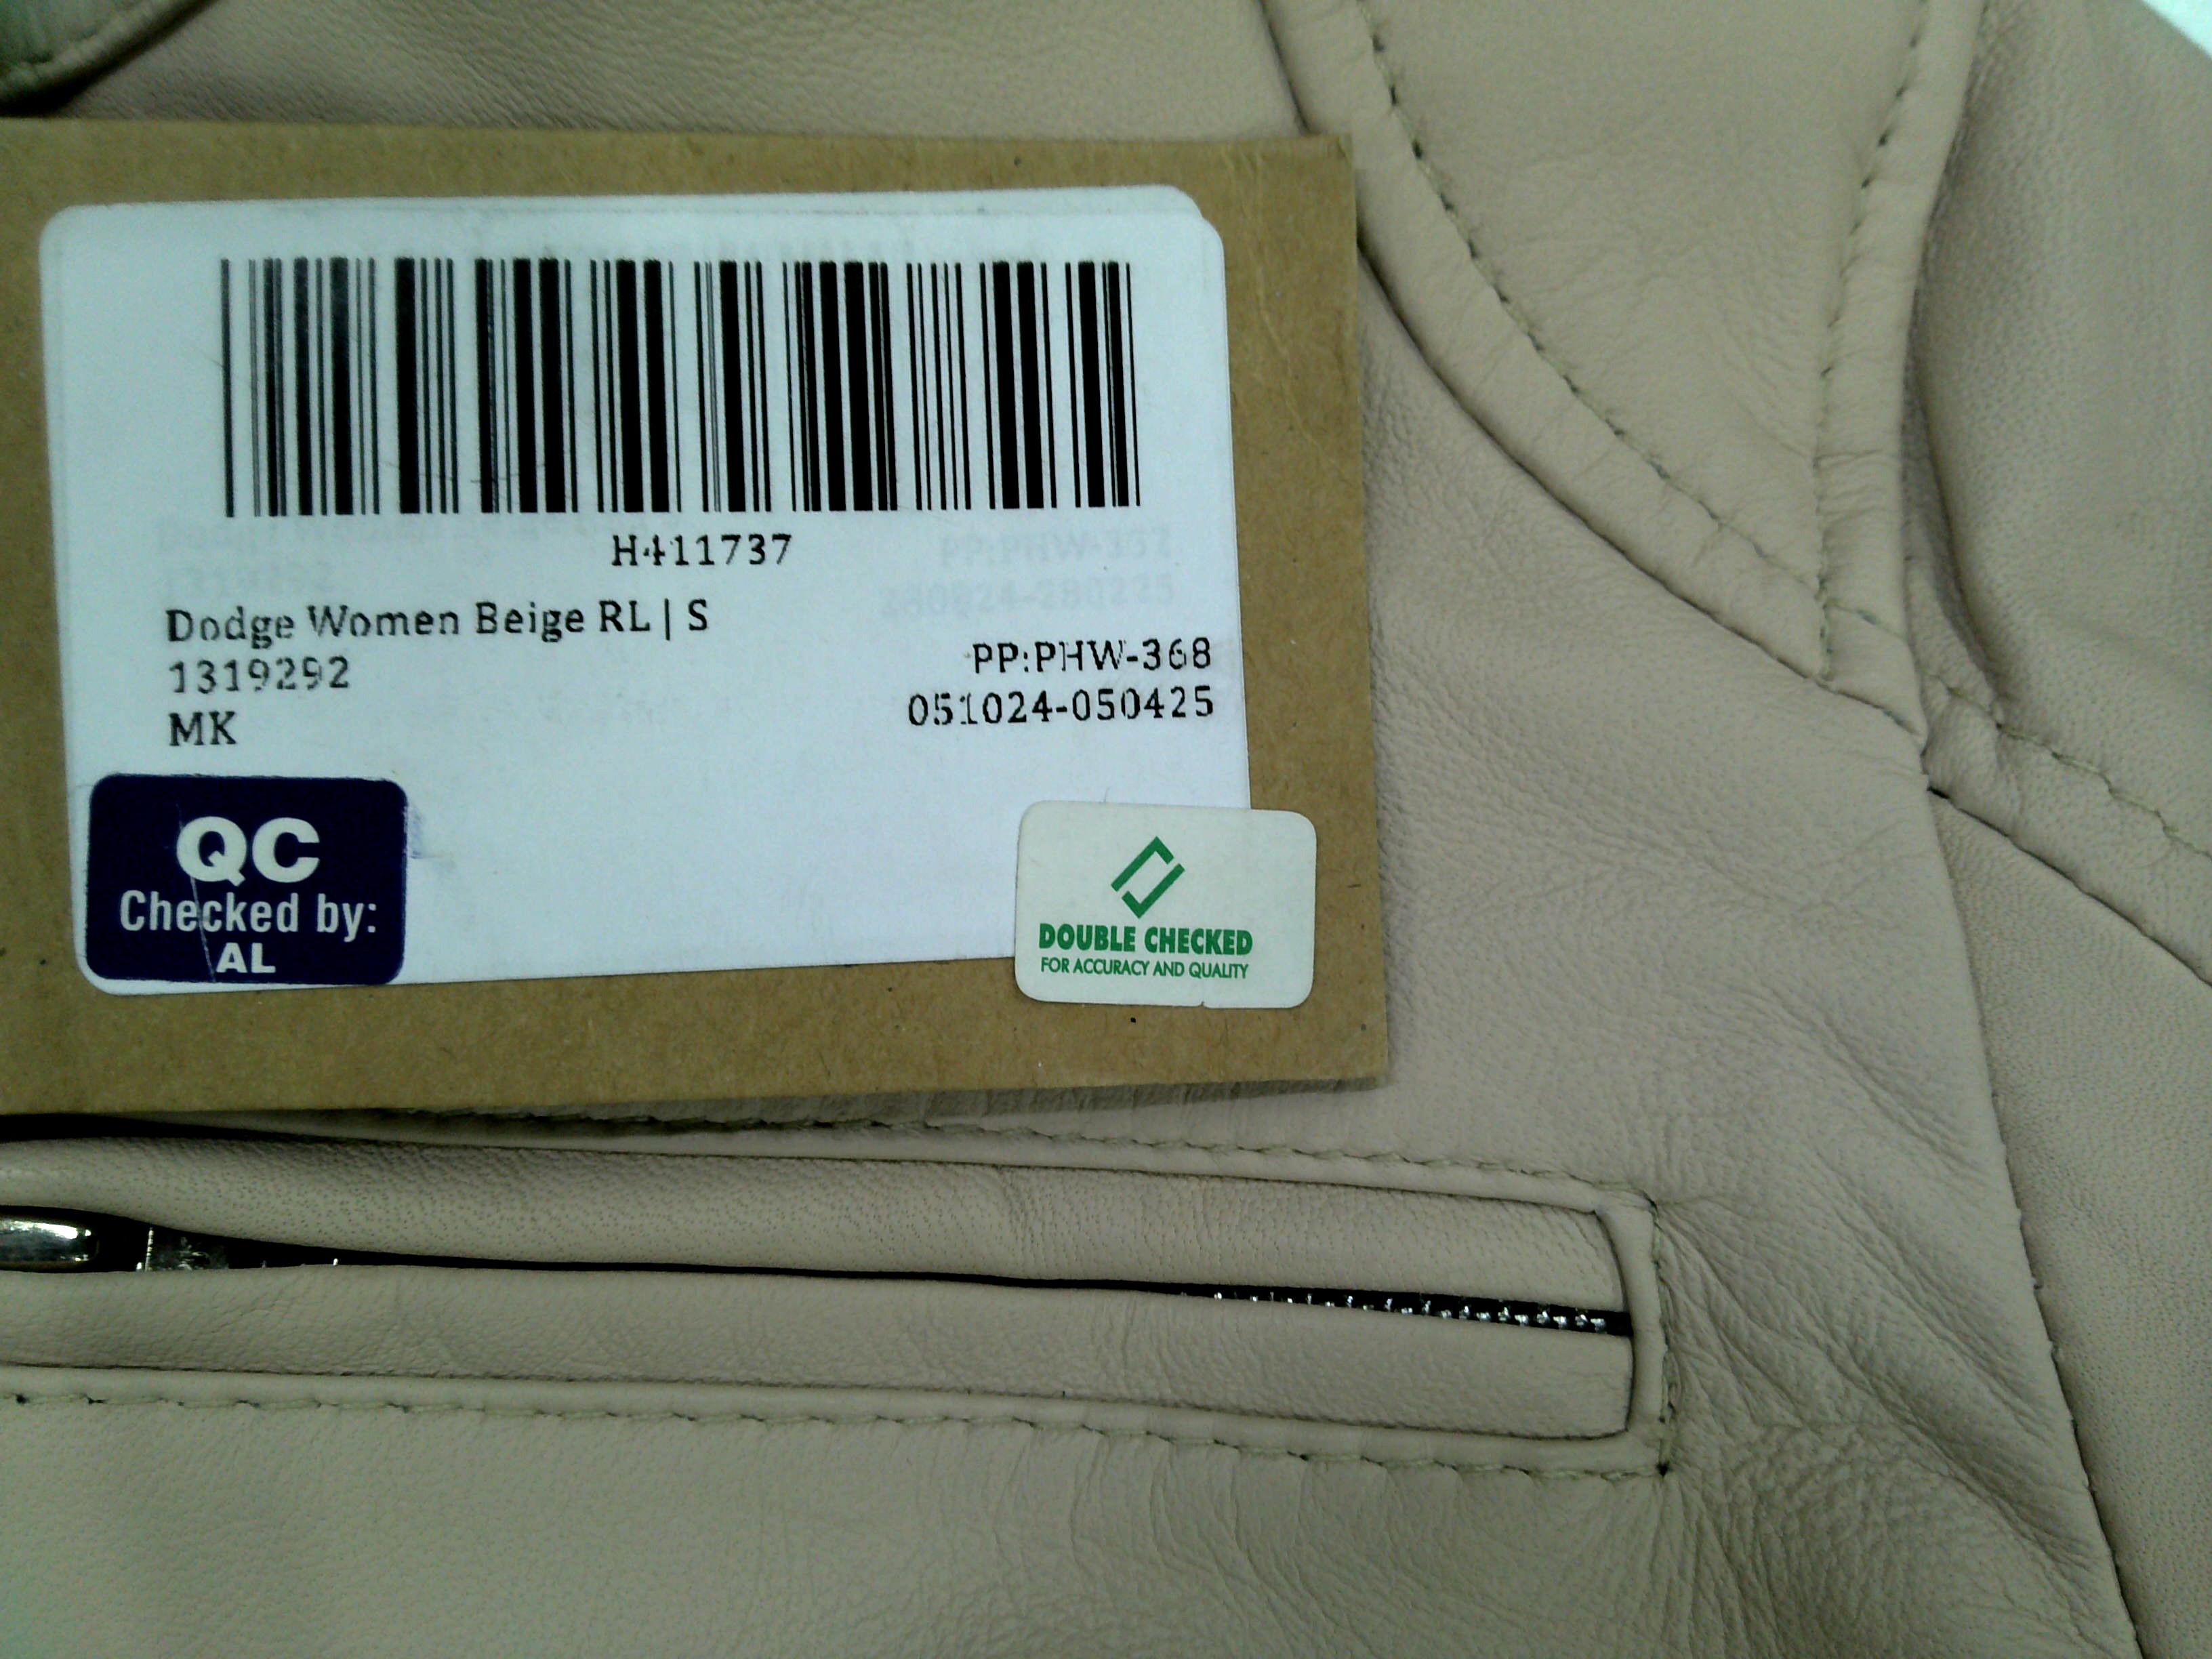 H411737
Dodge Women Beige RL | S
1319292
PP:PHW-368
MK
051024-050425
QC
Checked by:
AL
DOUBLE CHECKED
FOR ACCURACY AND QUALITY